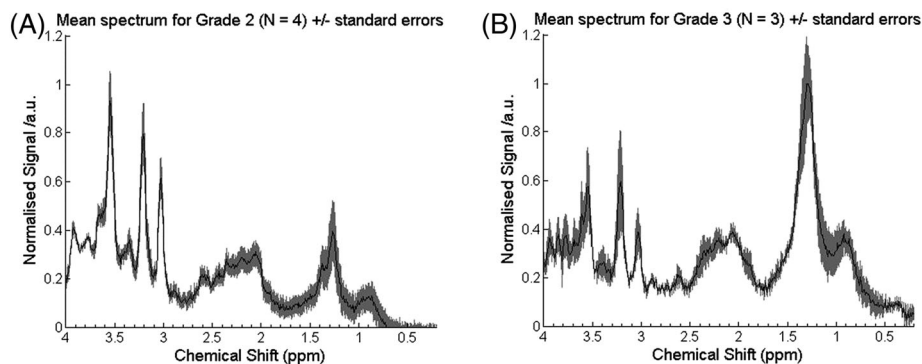 (A) Mean spectrum for Grade 2 (N = 4) +/- standard errors
1.2
1
0.8
0.6
0.4
0.2
0
Normalised Signal /a.u.
4 3.5 3 2.5 2 1.5 1 0.5
Chemical Shift (ppm)
(B) Mean spectrum for Grade 3 (N = 3) +/- standard errors
1.2
1
0.8
0.6
0.4
0.2
0
Normalised Signal /a.u.
4 3.5 3 2.5 2 1.5 1 0.5
Chemical Shift (ppm)